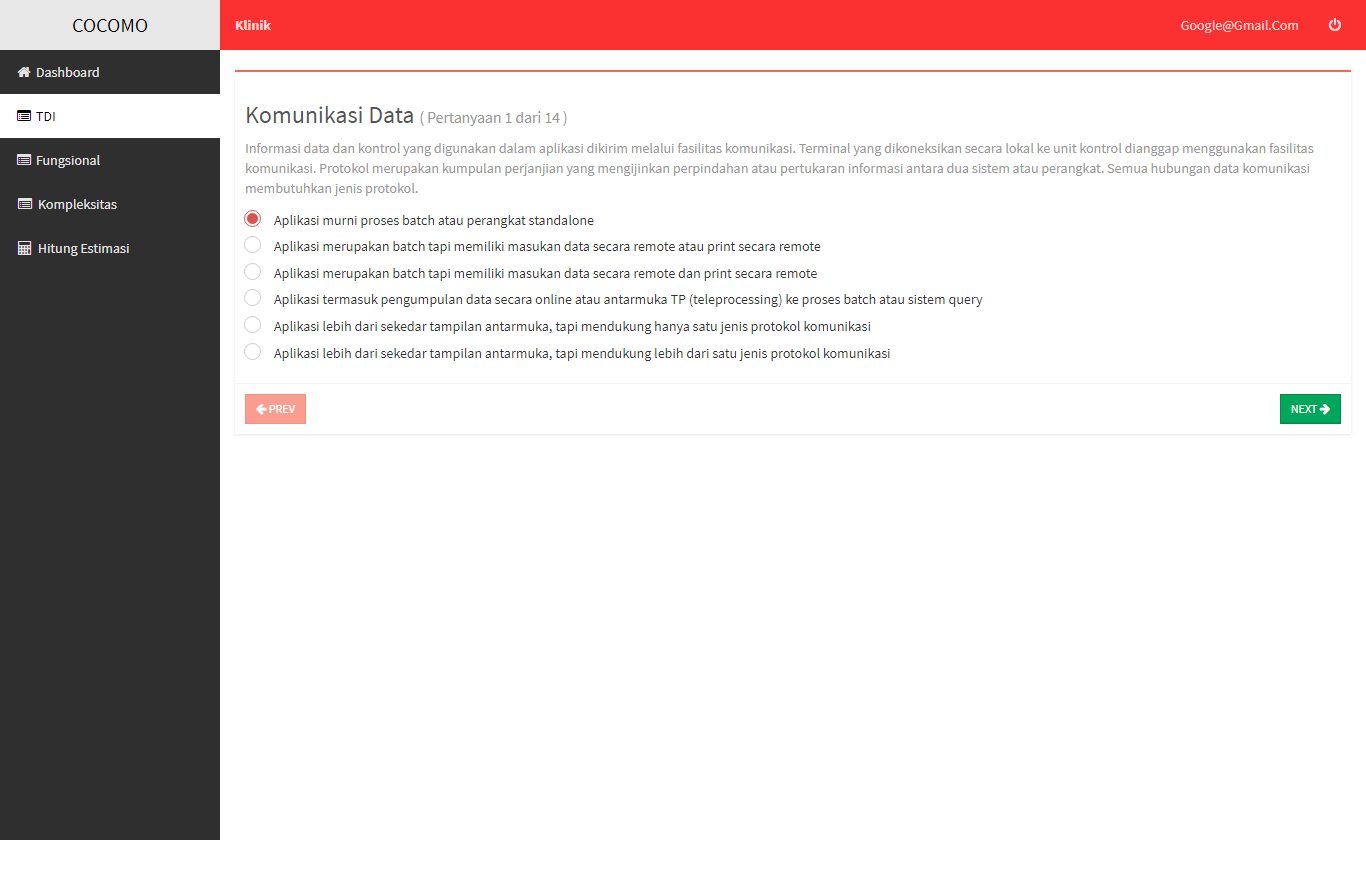 COCOMO
Klinik
Google@Gmail.Com
Dashboard
TDI
Fungsional
Kompleksitas
Hitung Estimasi
Komunikasi Data ( Pertanyaan 1 dari 14 )
Informasi data dan kontrol yang digunakan dalam aplikasi dikirim melalui fasilitas komunikasi. Terminal yang dikoneksikan secara lokal ke unit kontrol dianggap menggunakan fasilitas
komunikasi. Protokol merupakan kumpulan perjanjian yang mengijinkan perpindahan atau pertukaran informasi antara dua sistem atau perangkat. Semua hubungan data komunikasi
membutuhkan jenis protokol.
Aplikasi murni proses batch atau perangkat standalone
Aplikasi merupakan batch tapi memiliki masukan data secara remote atau print secara remote
Aplikasi merupakan batch tapi memiliki masukan data secara remote dan print secara remote
Aplikasi termasuk pengumpulan data secara online atau antarmuka TP (teleprocessing) ke proses batch atau sistem query
Aplikasi lebih dari sekedar tampilan antarmuka, tapi mendukung hanya satu jenis protokol komunikasi
Aplikasi lebih dari sekedar tampilan antarmuka, tapi mendukung lebih dari satu jenis protokol komunikasi
PREV
NEXT